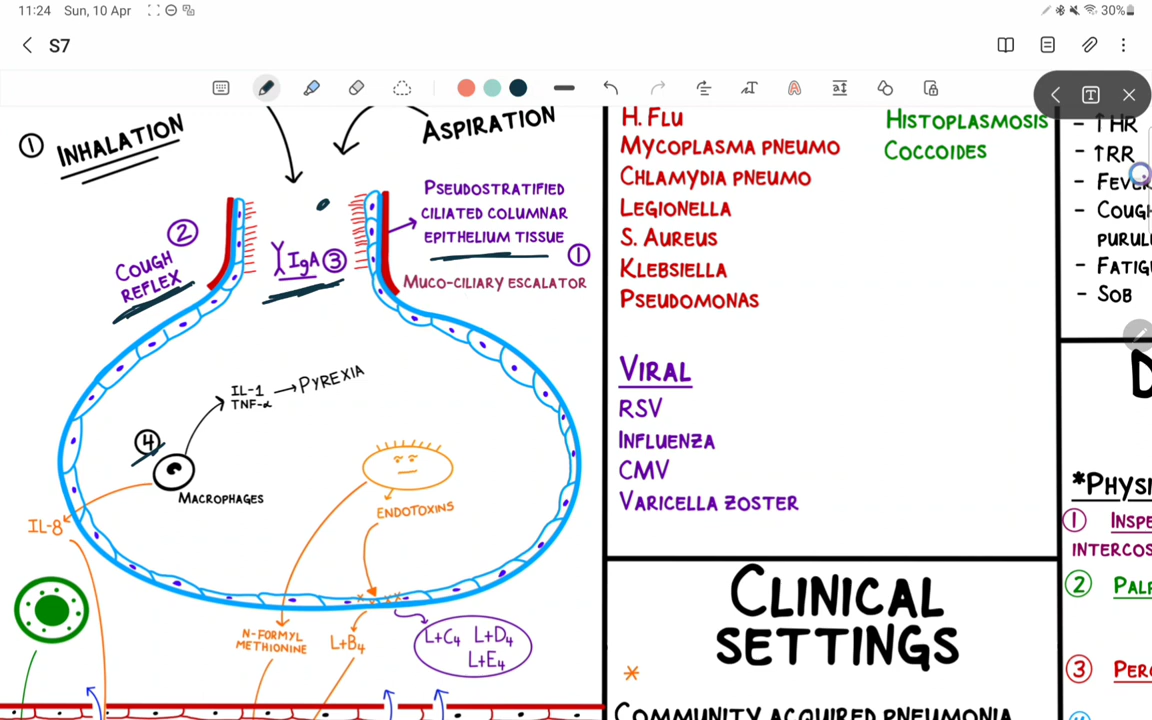 11:24 Sun, 10 Apr
30%
S7
① INHALATION
ASPIRATION
PSEUDOSTRATIFIED
CILIATED COLUMNAR
EPITHELIUM TISSUE ①
MUCO-CILIARY ESCALATOR
②
COUGH
REFLEX
IgA ③
IL-1
TNF-α
→ PYREXIA
④
MACROPHAGES
IL-8
ENDOTOXINS
N-FORMYL
METHIONINE
L+B4
L+C4 L+D4
L+E4
H. FLU
MYCOPLASMA PNEUMO
CHLAMYDIA PNEUMO
LEGIONELLA
S. AUREUS
KLEBSIELLA
PSEUDOMONAS
HISTOPLASMOSIS
COCCOIDES
VIRAL
RSV
INFLUENZA
CMV
VARICELLA ZOSTER
CLINICAL
SETTINGS
*
COMMUNITY ACQUIRED PNEUMONIA
- ↑HR
- ↑RR
- FEVER
- COUGH
PURUL
- FATIGU
- SOB
D
*PHYSI
① INSPE
INTERCOS
② PALP
③ PERC